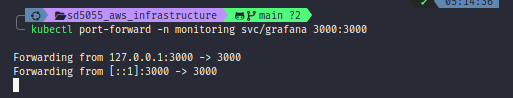 05:14:58
sd5055_aws_infrastructure main ?2
kubectl port-forward -n monitoring svc/grafana 3000:3000
Forwarding from 127.0.0.1:3000 -> 3000
Forwarding from [::1]:3000 -> 3000